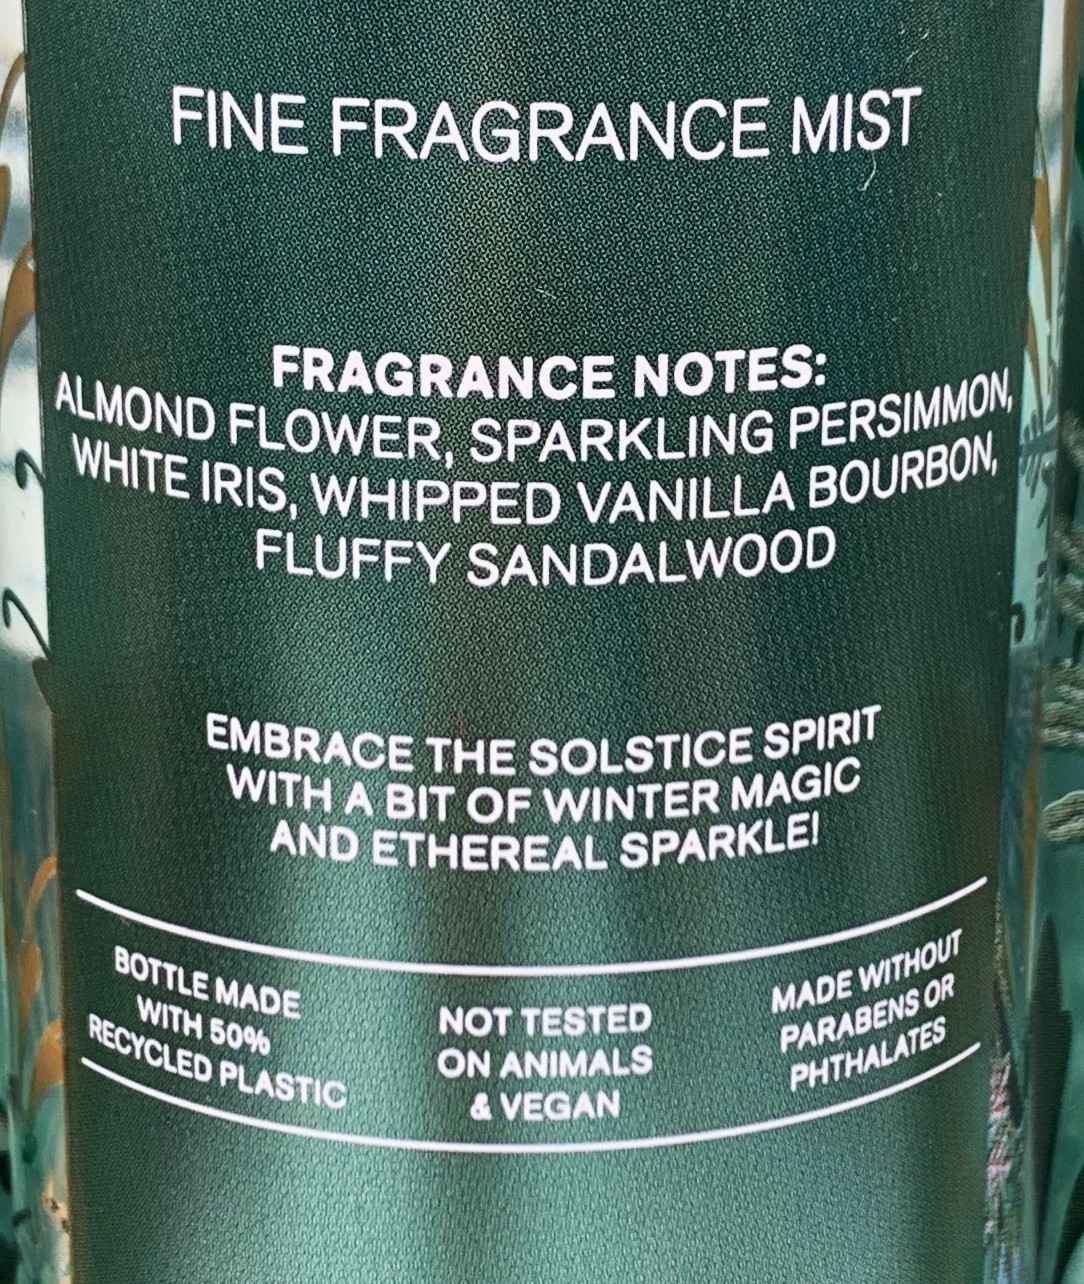 FINE FRAGRANCE MIST
FRAGRANCE NOTES:
ALMOND FLOWER, SPARKLING PERSIMMON,
WHITE IRIS, WHIPPED VANILLA BOURBON,
FLUFFY SANDALWOOD
EMBRACE THE SOLSTICE SPIRIT
WITH A BIT OF WINTER MAGIC
AND ETHEREAL SPARKLE!
BOTTLE MADE
WITH 50%
RECYCLED PLASTIC
NOT TESTED
ON ANIMALS
& VEGAN
MADE WITHOUT
PARABENS OR
PHTHALATES